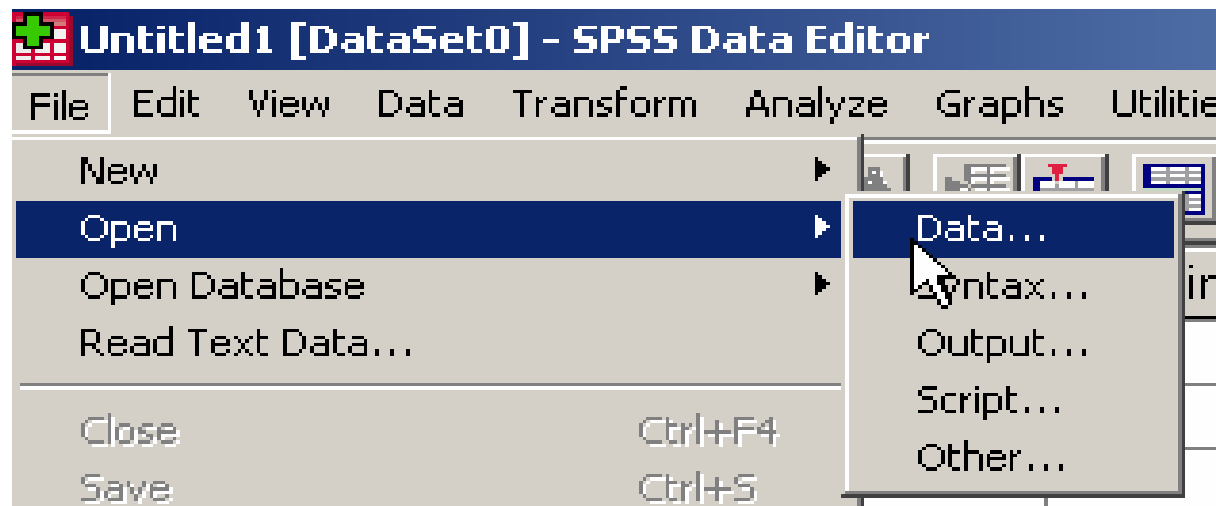 Untitled1 [DataSet0] - SPSS Data Editor
File Edit View Data Transform Analyze Graphs Utilitie
New
Open
Open Database
Read Text Data...
Close Ctrl+F4
Save Ctrl+S
Data...
Syntax...
Output...
Script...
Other...
in